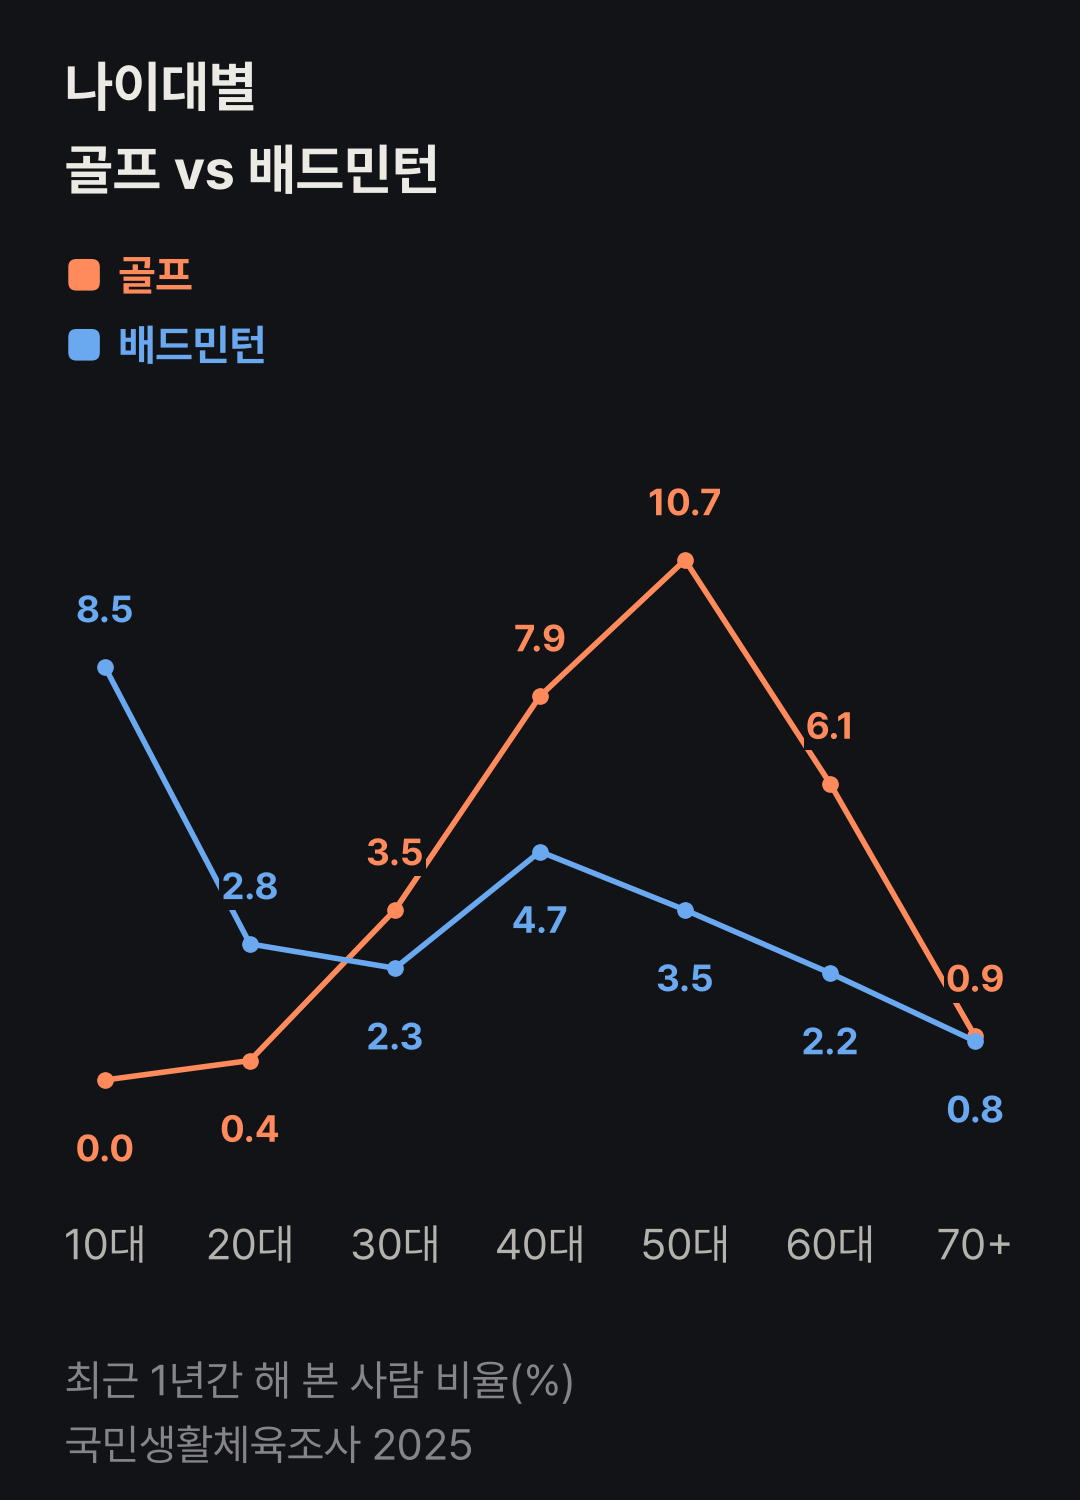 나이대별
골프 vs 배드민턴
골프
배드민턴
10.7
8.5
7.9
6.1
3.5
2.8
4.7
3.5
0.9
2.3
2.2
0.8
0.4
0.0
10대 20대 30대 40대 50대 60대 70+
최근 1년간 해 본 사람 비율(%)
국민생활체육조사 2025